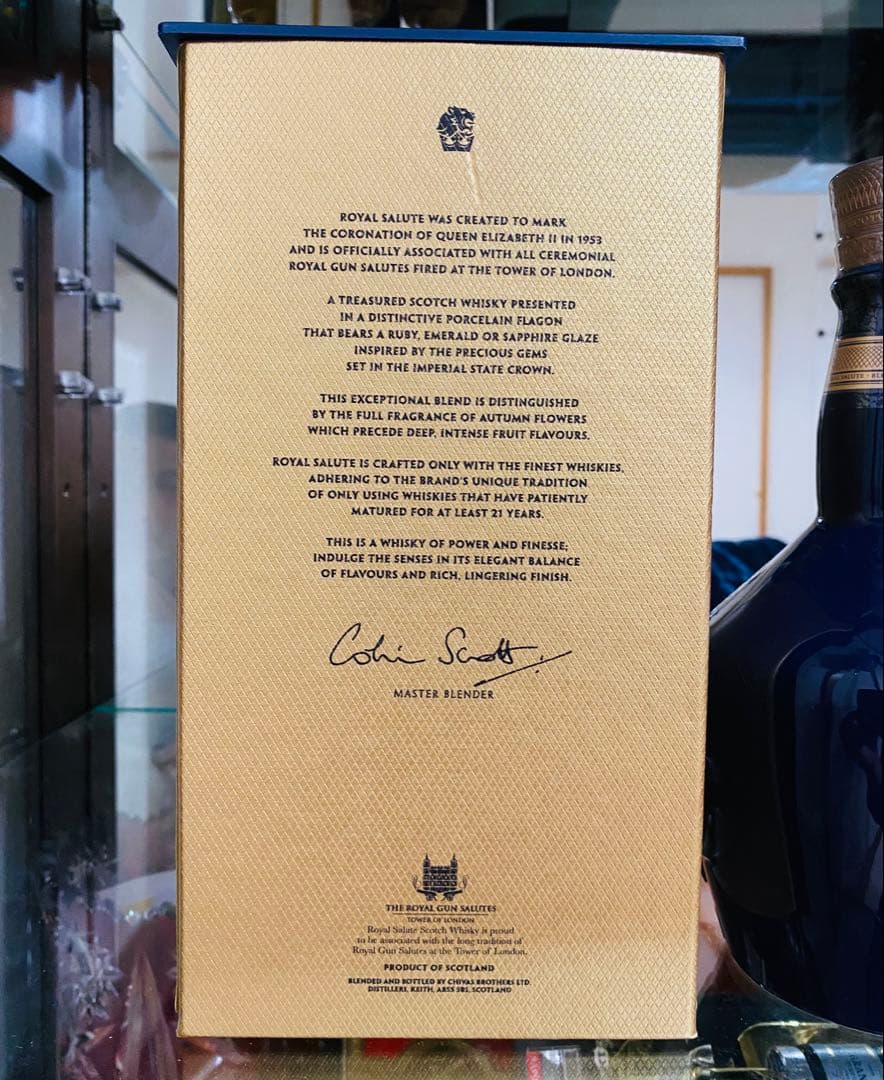 ROYAL SALUTE WAS CREATED TO MARK
THE CORONATION OF QUEEN ELIZABETH II IN 1953
AND IS OFFICIALLY ASSOCIATED WITH ALL CEREMONIAL
ROYAL GUN SALUTES FIRED AT THE TOWER OF LONDON.
A TREASURED SCOTCH WHISKY PRESENTED
IN A DISTINCTIVE PORCELAIN FLAGON
THAT BEARS A RUBY, EMERALD OR SAPPHIRE GLAZE
INSPIRED BY THE PRECIOUS GEMS
SET IN THE IMPERIAL STATE CROWN.
THIS EXCEPTIONAL BLEND IS DISTINGUISHED
BY THE FULL FRAGRANCE OF AUTUMN FLOWERS
WHICH PRECEDE DEEP, INTENSE FRUIT FLAVOURS.
ROYAL SALUTE IS CRAFTED ONLY WITH THE FINEST WHISKIES,
ADHERING TO THE BRAND'S UNIQUE TRADITION
OF ONLY USING WHISKIES THAT HAVE PATIENTLY
MATURED FOR AT LEAST 21 YEARS.
THIS IS A WHISKY OF POWER AND FINESSE;
INDULGE THE SENSES IN ITS ELEGANT BALANCE
OF FLAVOURS AND RICH, LINGERING FINISH.
Colin Scott
MASTER BLENDER
THE ROYAL GUN SALUTES
TOWER OF LONDON
Royal Salute Scotch Whisky is proud
to be associated with the long tradition of
Royal Gun Salutes at the Tower of London.
PRODUCT OF SCOTLAND
BLENDED AND BOTTLED BY CHIVAS BROTHERS LTD.
DISTILLERS, KEITH, AB55 5BS, SCOTLAND